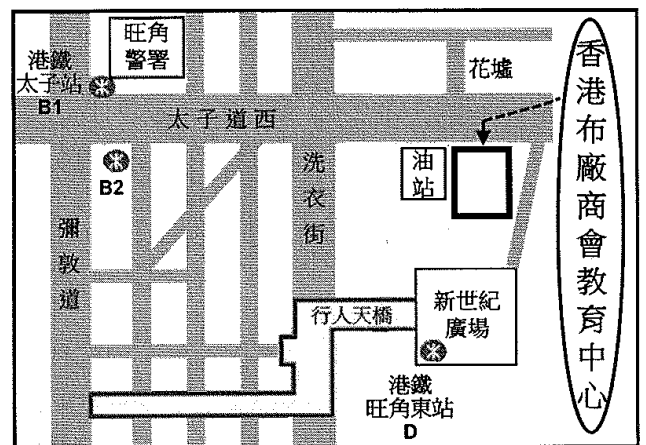 旺角
警署
港鐵
太子站
B1
花墟
太子道西
B2
油
站
洗衣街
彌敦道
行人天橋
新世紀
廣場
港鐵
旺角東站
D
香港布廠商會教育中心